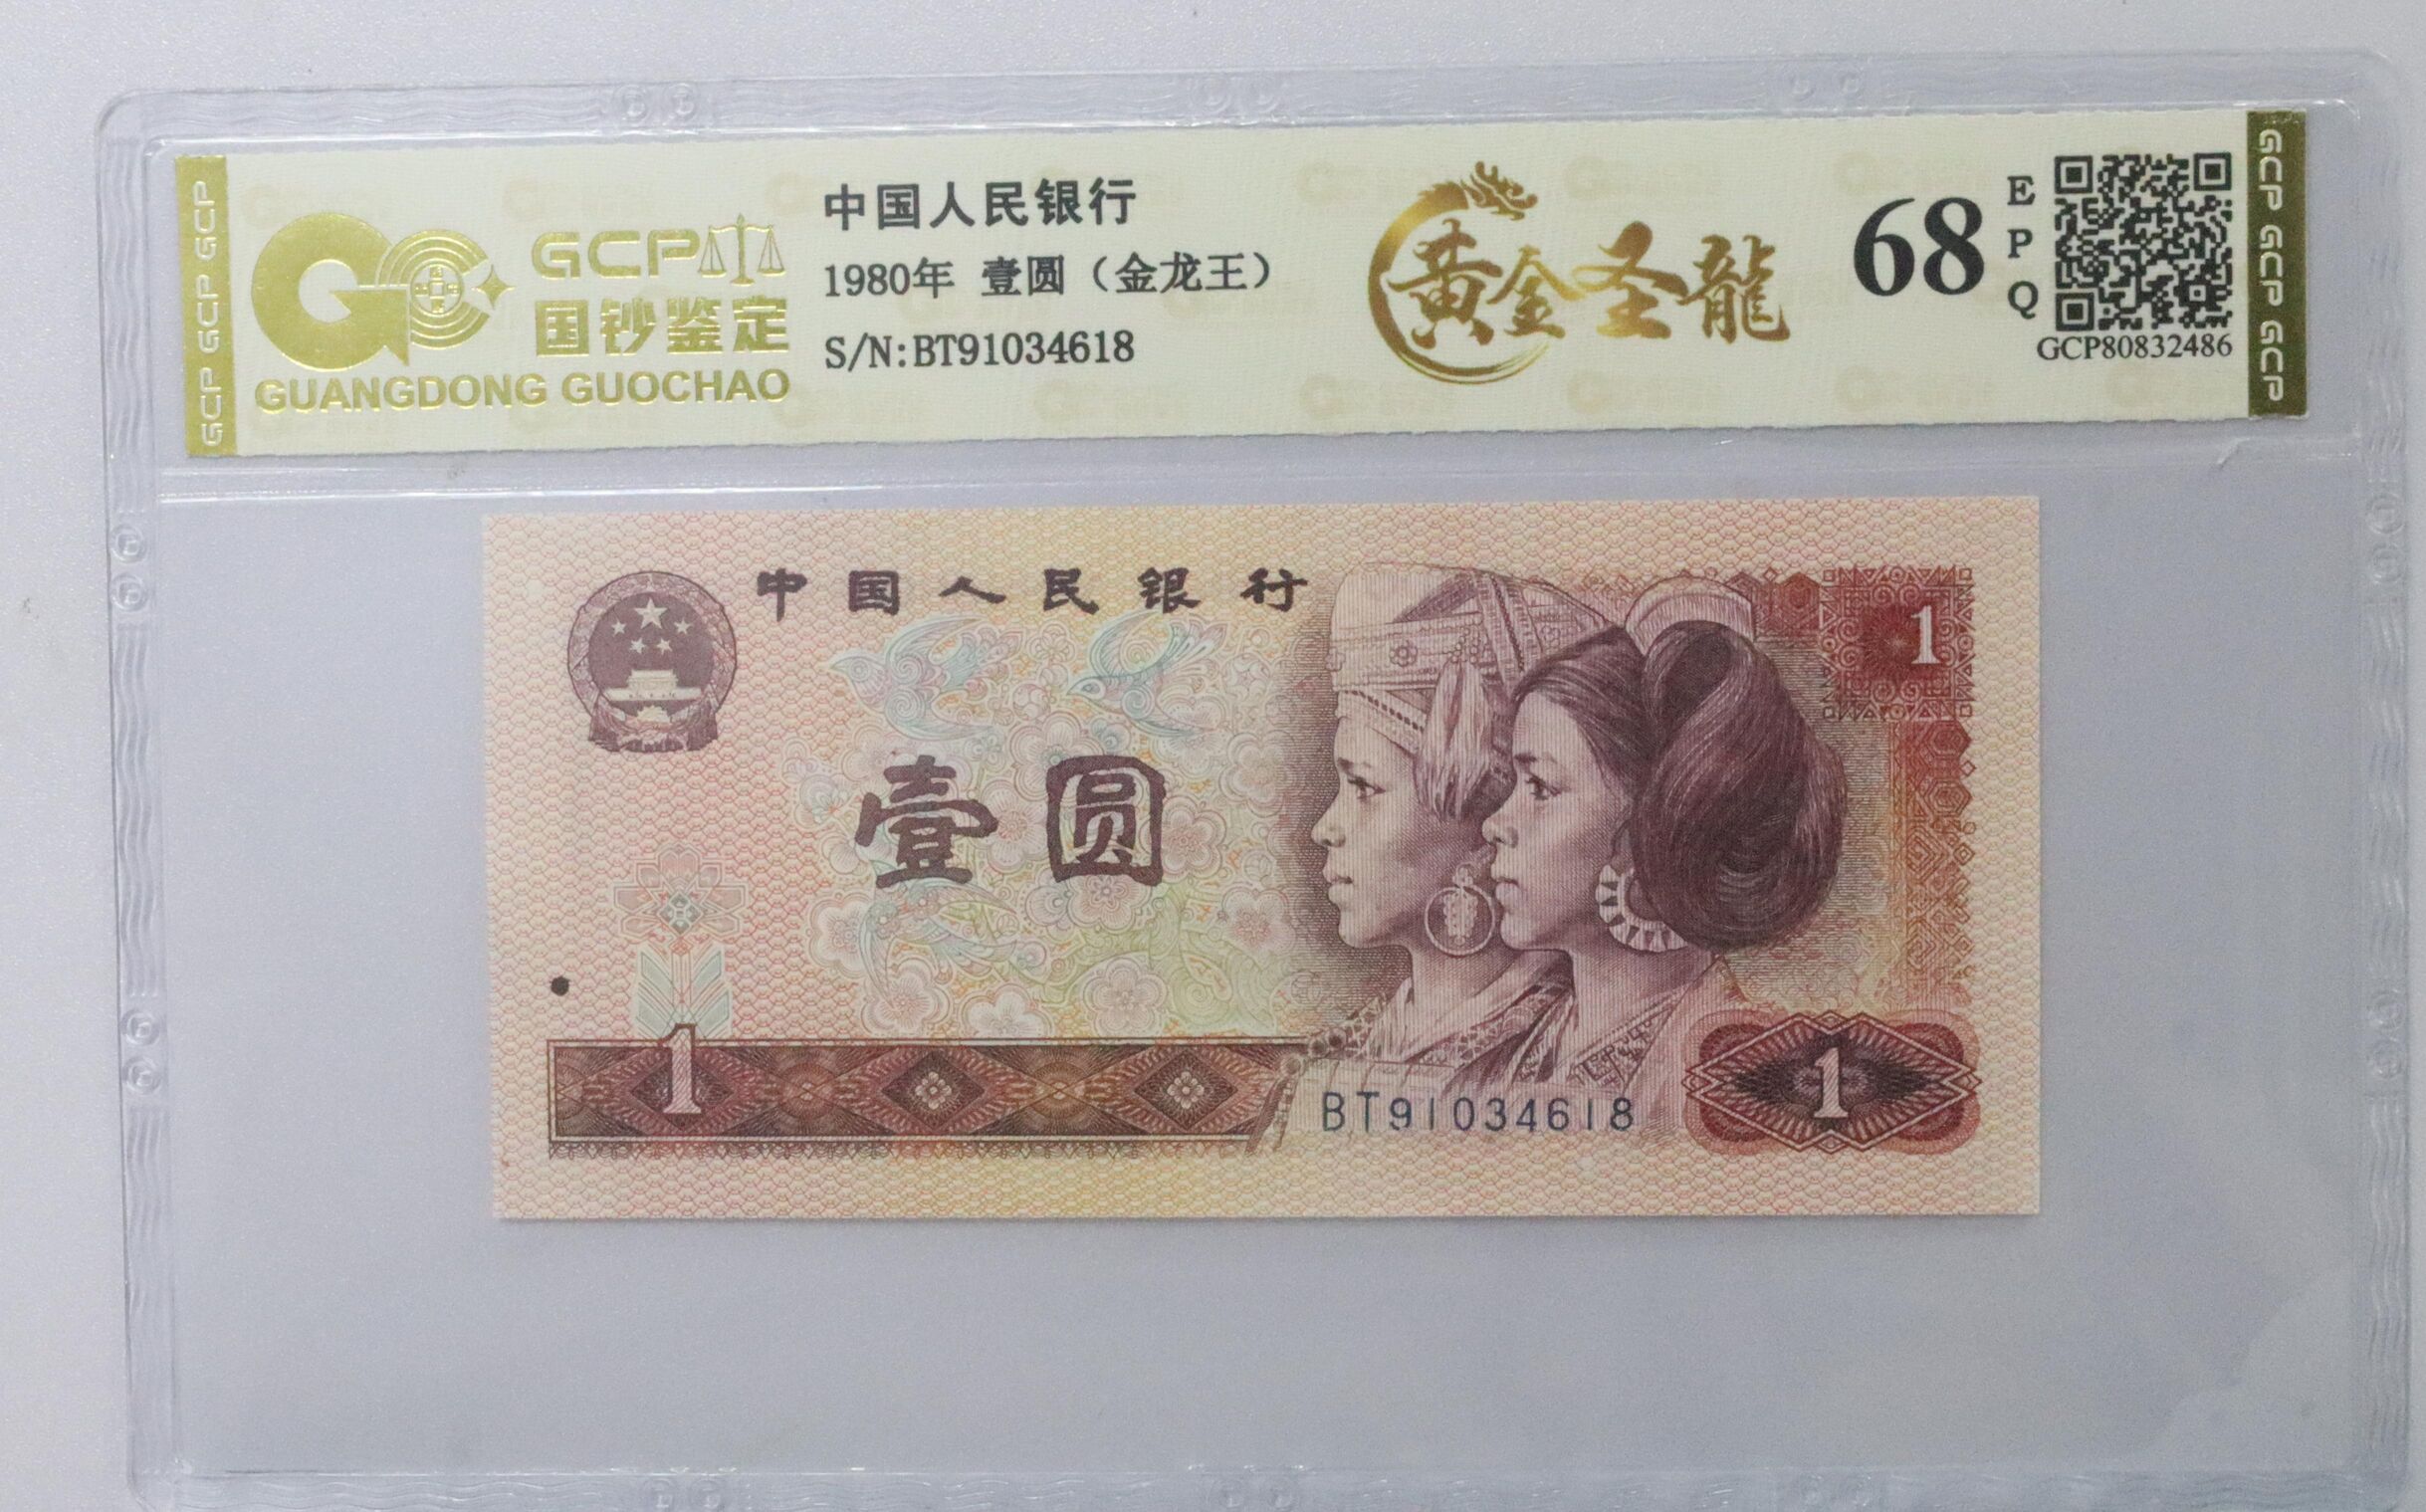 GCP GCP GCP
GCP
国钞鉴定
GUANGDONG GUOCHAO
中国人民银行
1980年 壹圆（金龙王）
S/N:BT91034618
黄金圣龍
68
E
P
Q
GCP80832486
GCP GCP GCP
中国人民银行
1
壹圆
1
BT91034618
1